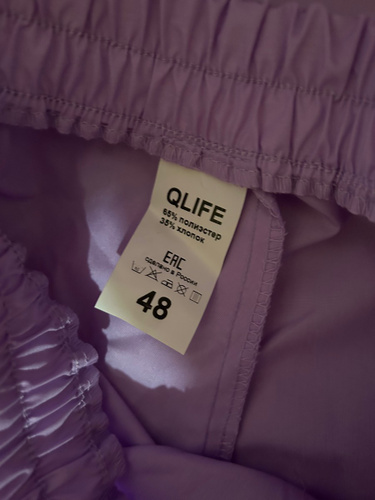 QLIFE
65% полиэстер
35% хлопок
EAC
сделано в России
48